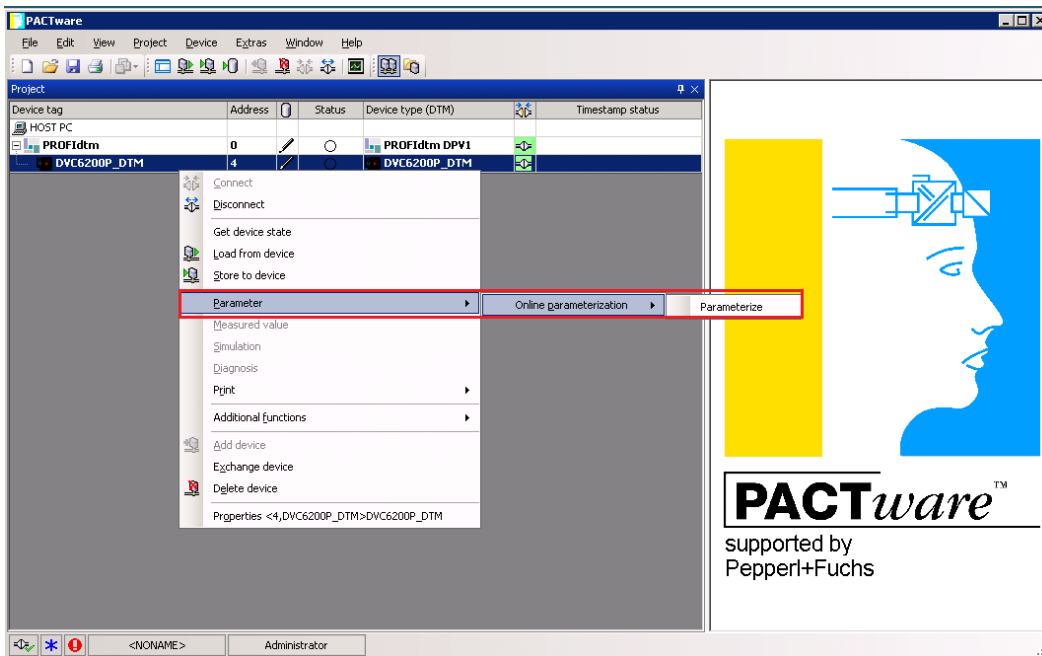 PACTware
File Edit View Project Device Extras Window Help
Project
Device tag Address Status Device type (DTM) Timestamp status
HOST PC
PROFIdtm 0 PROFIdtm DPV1
DVC6200P_DTM 4 DVC6200P_DTM
Connect
Disconnect
Get device state
Load from device
Store to device
Parameter Online parameterization Parameterize
Measured value
Simulation
Diagnosis
Print
Additional functions
Add device
Exchange device
Delete device
Properties <4,DVC6200P_DTM>DVC6200P_DTM
PACTware™
supported by
Pepperl+Fuchs
<NONAME> Administrator